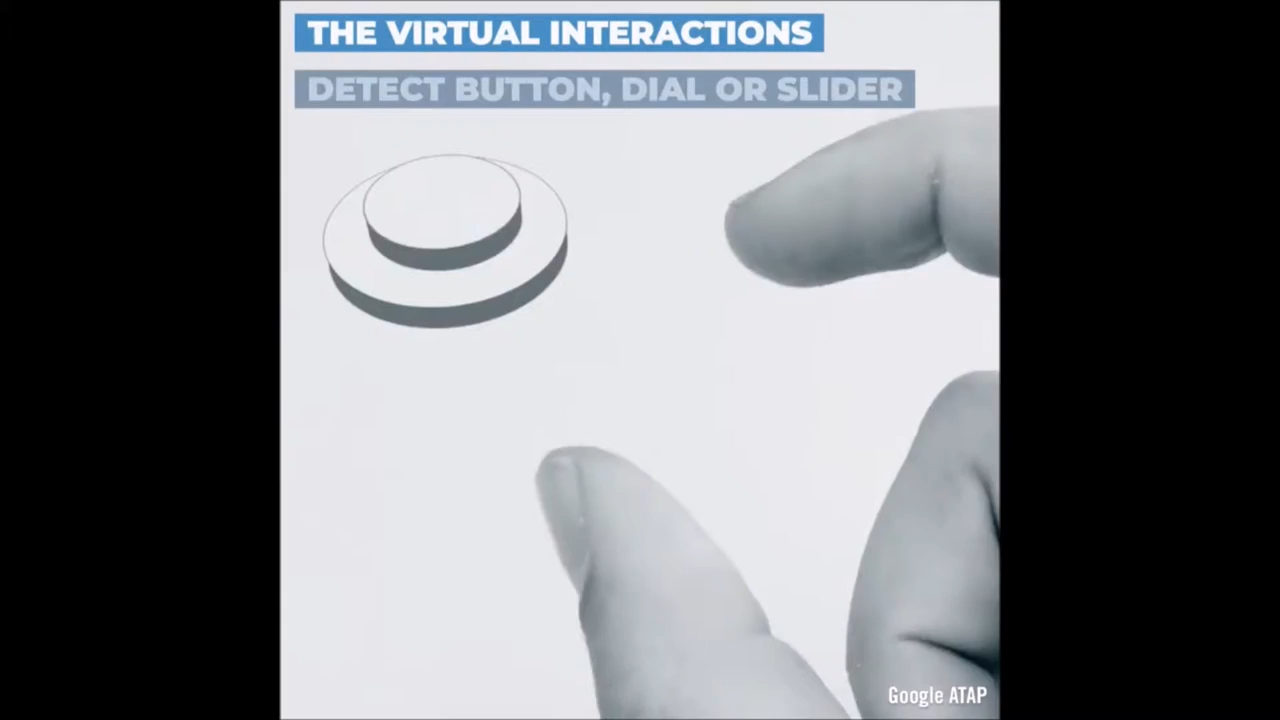 THE VIRTUAL INTERACTIONS
DETECT BUTTON, DIAL OR SLIDER
Google ATAP